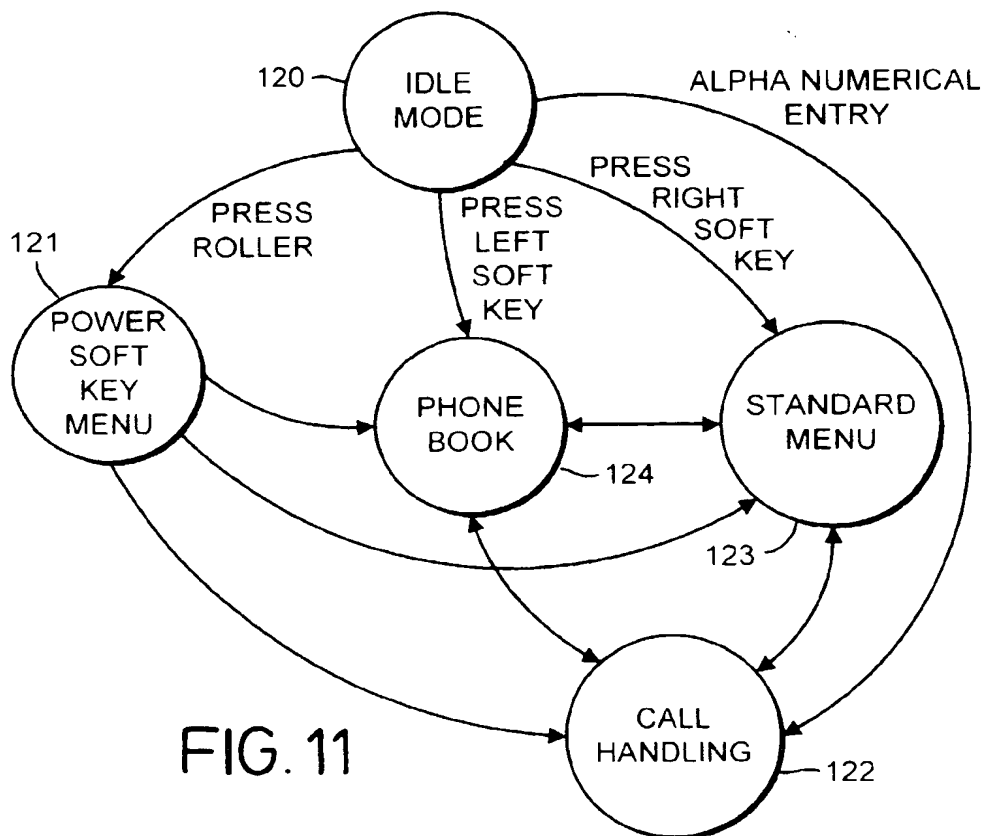 120
IDLE
MODE
ALPHA NUMERICAL
ENTRY
PRESS
ROLLER
PRESS
LEFT
SOFT
KEY
PRESS
RIGHT
SOFT
KEY
121
POWER
SOFT
KEY
MENU
PHONE
BOOK
124
STANDARD
MENU
123
CALL
HANDLING
122
FIG. 11